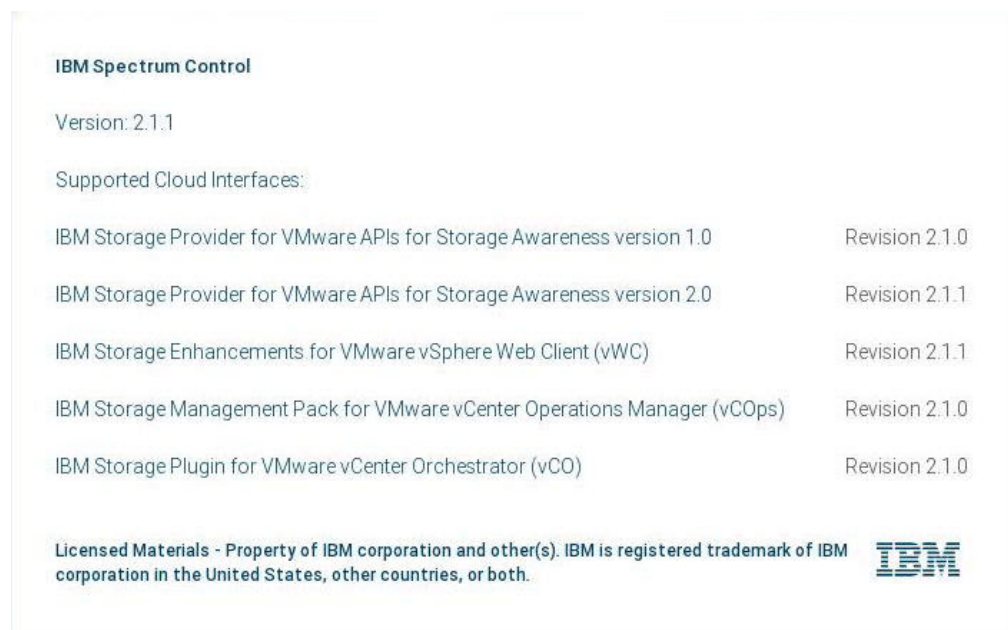 IBM Spectrum Control
Version: 2.1.1
Supported Cloud Interfaces:
IBM Storage Provider for VMware APIs for Storage Awareness version 1.0 Revision 2.1.0
IBM Storage Provider for VMware APIs for Storage Awareness version 2.0 Revision 2.1.1
IBM Storage Enhancements for VMware vSphere Web Client (vWC) Revision 2.1.1
IBM Storage Management Pack for VMware vCenter Operations Manager (vCOps) Revision 2.1.0
IBM Storage Plugin for VMware vCenter Orchestrator (vCO) Revision 2.1.0
Licensed Materials - Property of IBM corporation and other(s). IBM is registered trademark of IBM
corporation in the United States, other countries, or both.
IBM